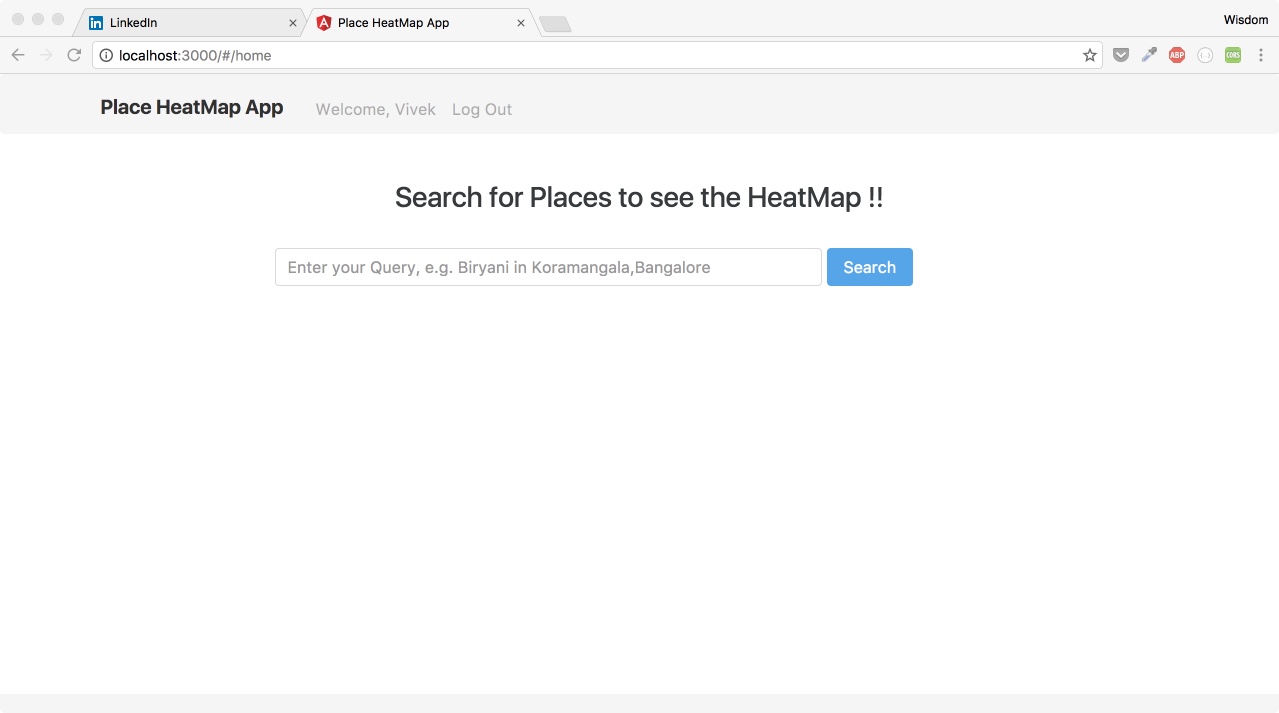 LinkedIn
Place HeatMap App
Wisdom
localhost:3000/#/home
ABP
CORS
Place HeatMap App Welcome, Vivek Log Out
Search for Places to see the HeatMap !!
Enter your Query, e.g. Biryani in Koramangala,Bangalore
Search